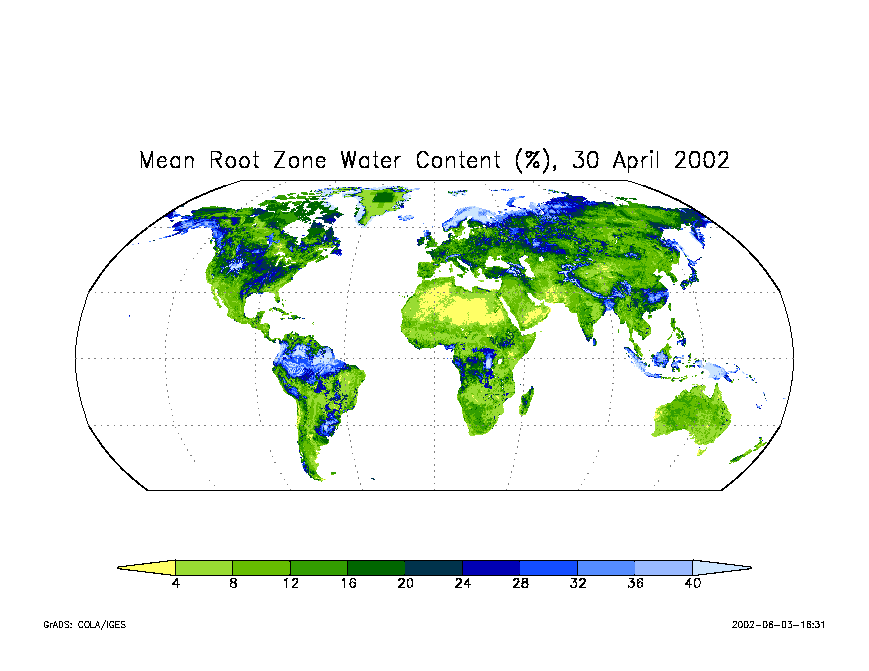 Mean Root Zone Water Content (%), 30 April 2002
4 8 12 16 20 24 28 32 36 40
GrADS: COLA/IGES 2002-06-03-16:31